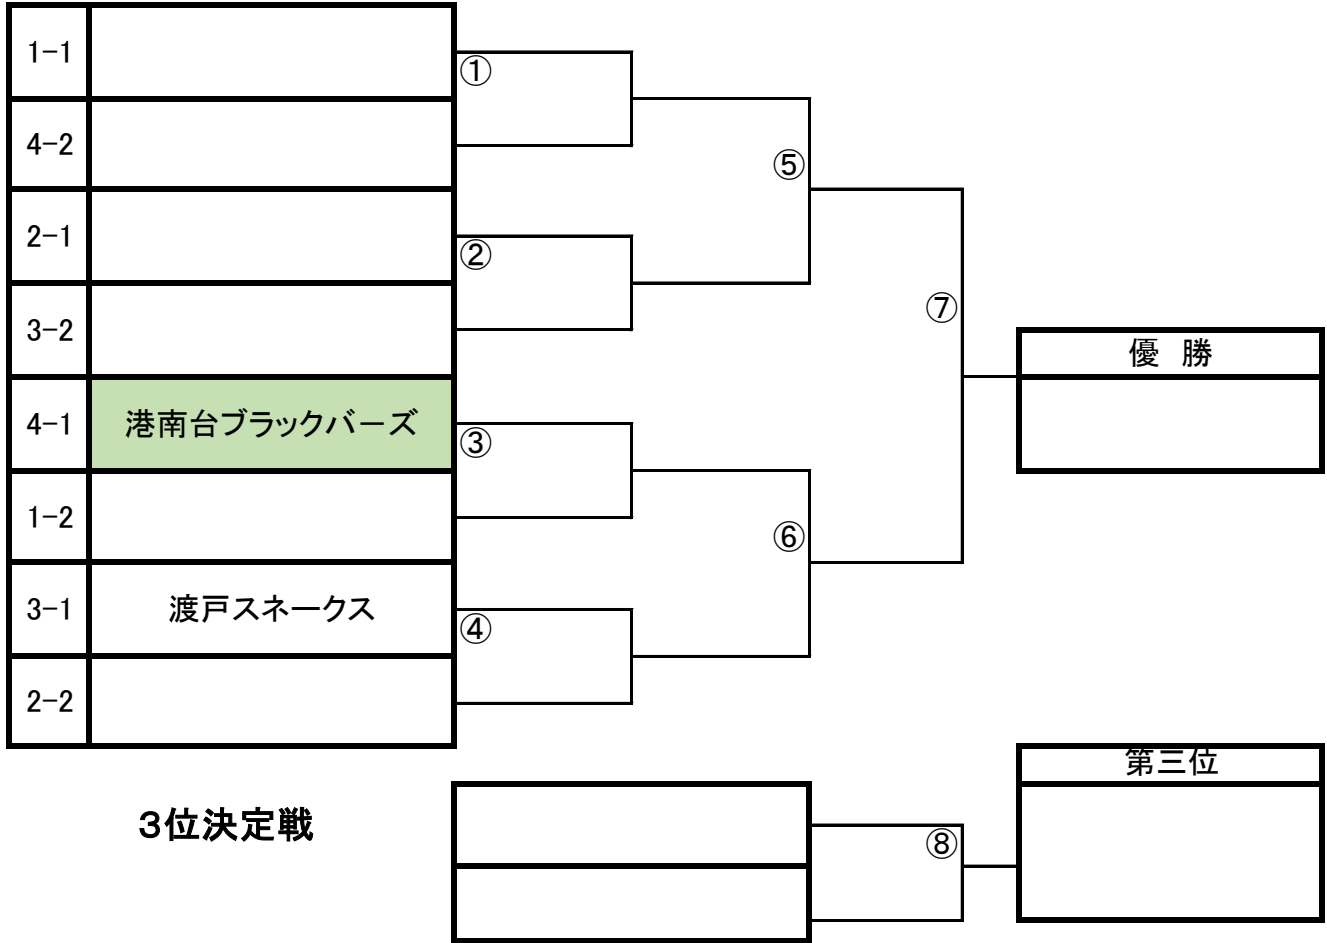 1-1
①
4-2
⑤
2-1
②
3-2
⑦
優 勝
4-1 港南台ブラックバーズ
③
1-2
⑥
3-1 渡戸スネークス
④
2-2
第三位
3位決定戦
⑧